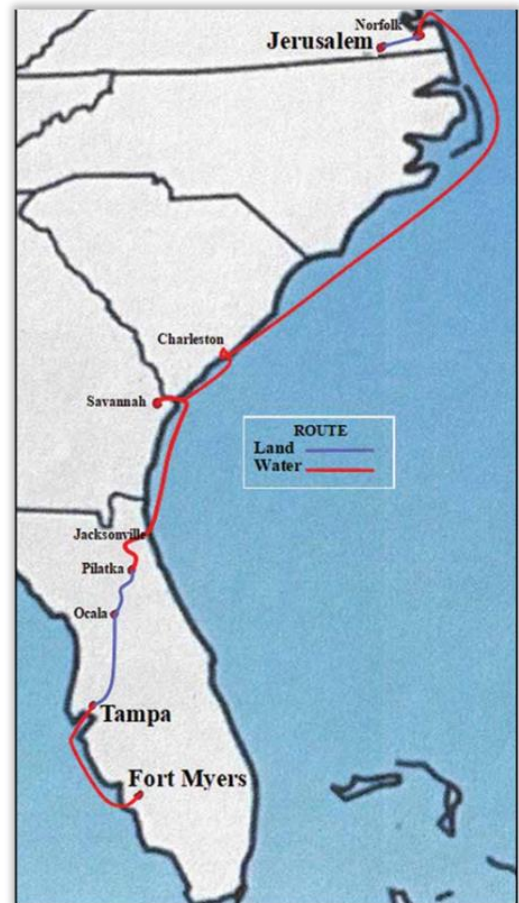 Norfolk
Jerusalem
Charleston
Savannah
ROUTE
Land
Water
Jacksonville
Pilatka
Ocala
Tampa
Fort Myers